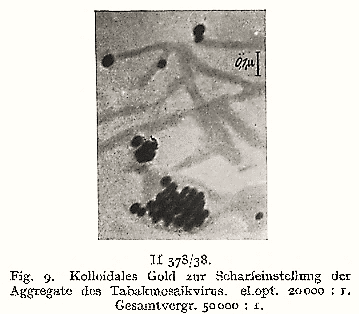 0,1µ
If 378/38.
Fig. 9. Kolloidales Gold zur Scharfeinstellung der
Aggregate des Tabakmosaikvirus. el.opt. 20000 : 1.
Gesamtvergr. 50000 : 1.